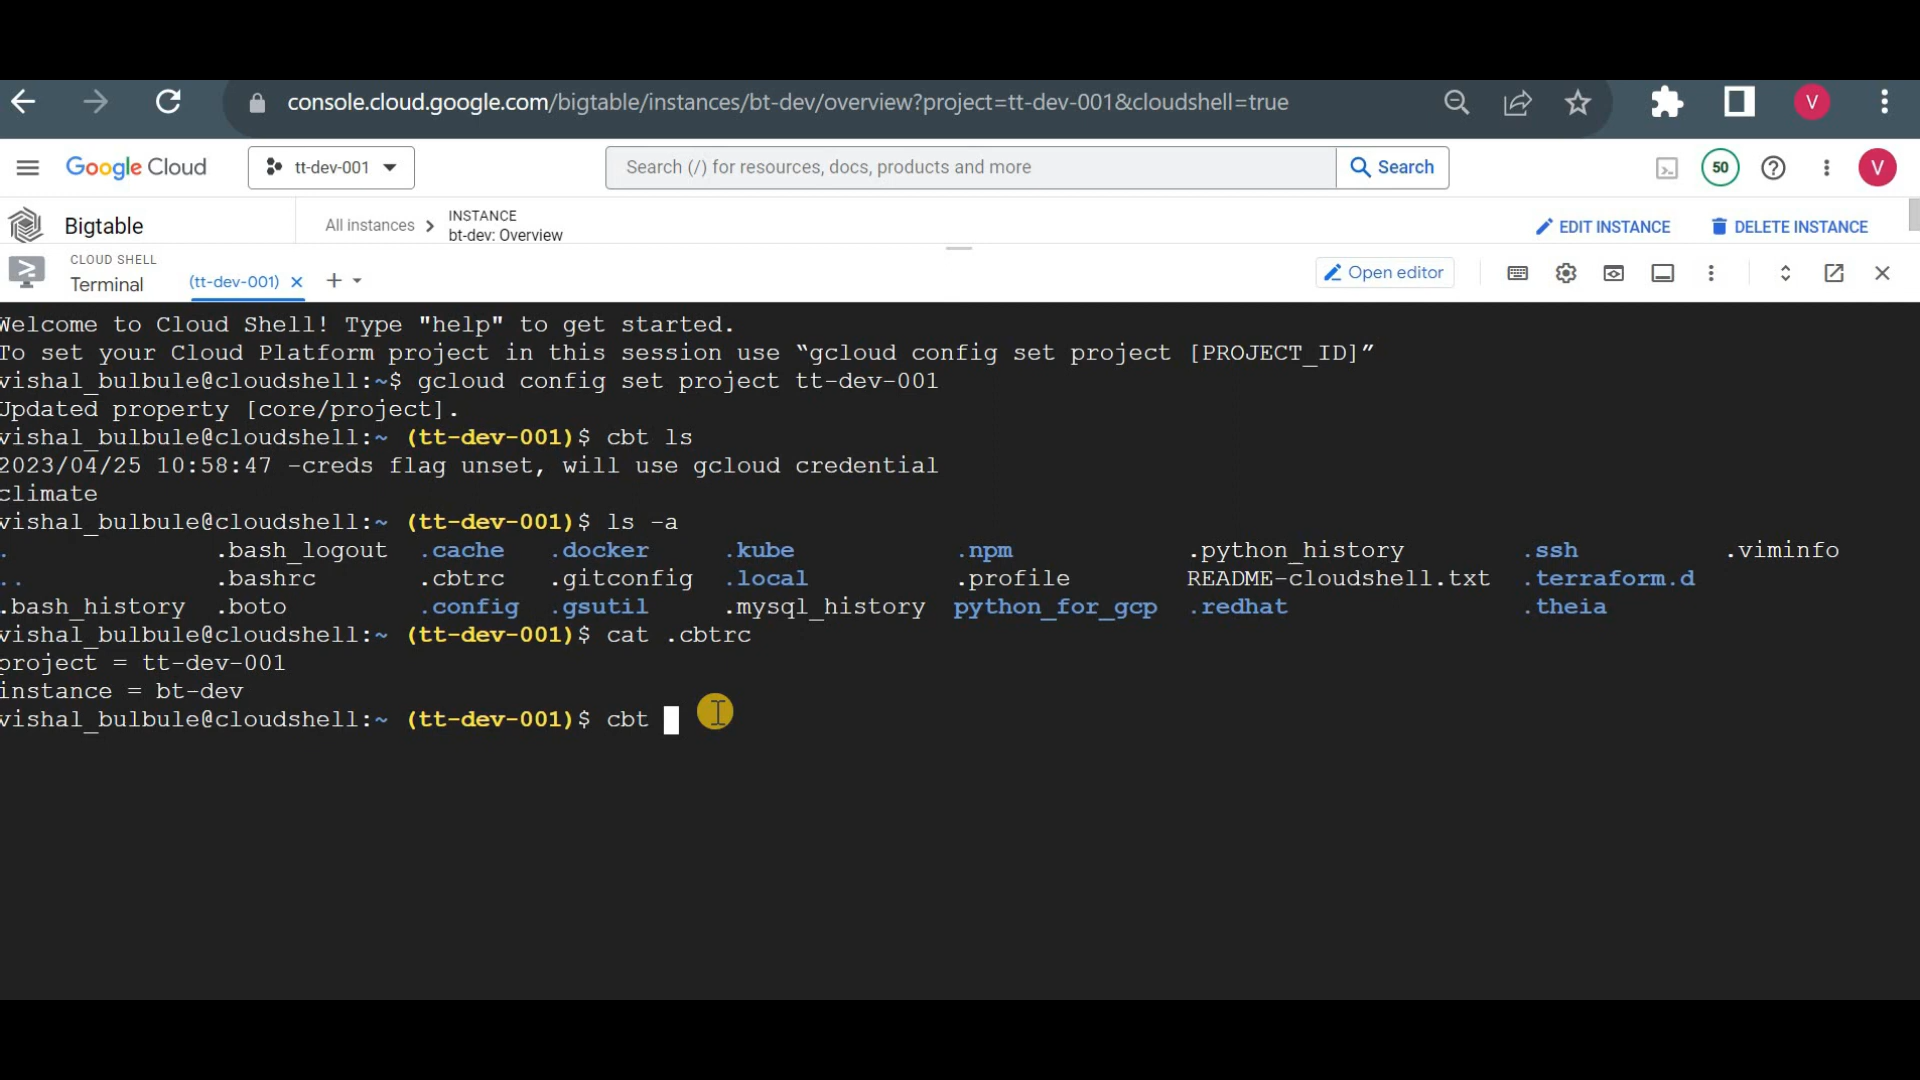 console.cloud.google.com/bigtable/instances/bt-dev/overview?project=tt-dev-001&cloudshell=true
V
Google Cloud
tt-dev-001
Search (/) for resources, docs, products and more
Search
50
V
Bigtable
All instances
INSTANCE
bt-dev: Overview
EDIT INSTANCE
DELETE INSTANCE
CLOUD SHELL
Terminal
(tt-dev-001)
Open editor
Welcome to Cloud Shell! Type "help" to get started.
To set your Cloud Platform project in this session use “gcloud config set project [PROJECT_ID]”
vishal_bulbule@cloudshell:~$ gcloud config set project tt-dev-001
Updated property [core/project].
vishal_bulbule@cloudshell:~ (tt-dev-001)$ cbt ls
2023/04/25 10:58:47 -creds flag unset, will use gcloud credential
climate
vishal_bulbule@cloudshell:~ (tt-dev-001)$ ls -a
. .bash_logout .cache .docker .kube .npm .python_history .ssh .viminfo
.. .bashrc .cbtrc .gitconfig .local .profile README-cloudshell.txt .terraform.d
.bash_history .boto .config .gsutil .mysql_history python_for_gcp .redhat .theia
vishal_bulbule@cloudshell:~ (tt-dev-001)$ cat .cbtrc
project = tt-dev-001
instance = bt-dev
vishal_bulbule@cloudshell:~ (tt-dev-001)$ cbt